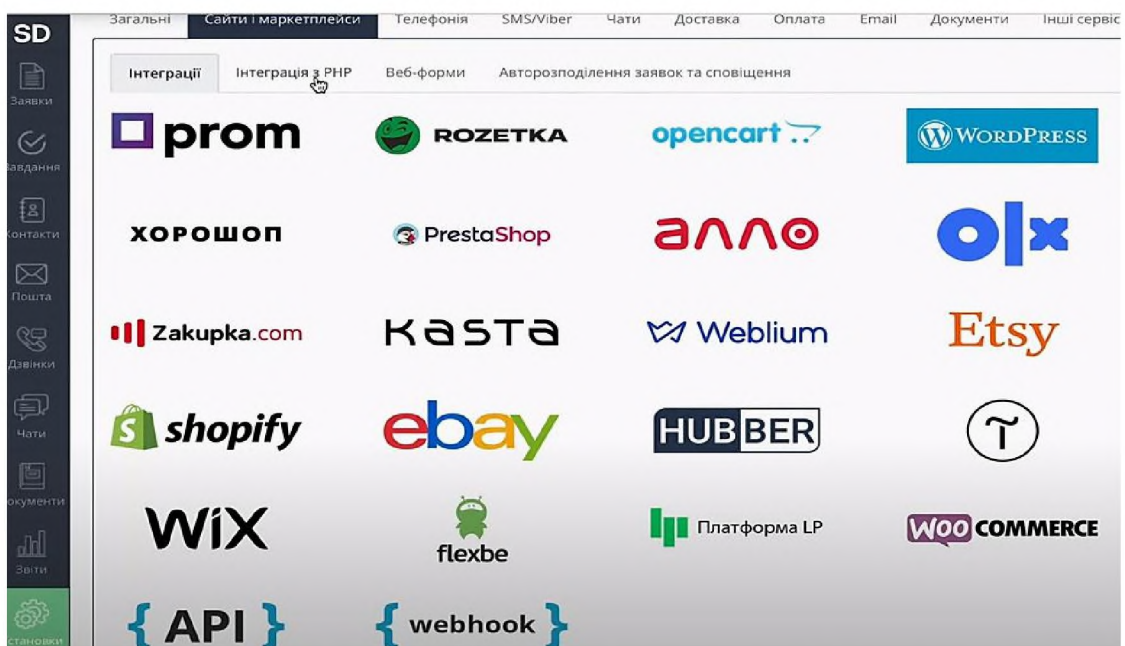 SD
Загальні Сайти і маркетплейси Телефонія SMS/Viber Чати Доставка Оплата Email Документи Інші сервіс
Інтеграції Інтеграція з PHP Веб-форми Авторозподілення заявок та сповіщення
Заявки
Завдання
Контакти
Пошта
Дзвінки
Чати
окументи
Звіти
становки
prom ROZETKA opencart WORDPRESS
ХОРОШОП PrestaShop алло olx
Zakupka.com Kasta Weblium Etsy
shopify ebay HUBBER T
WiX flexbe Платформа LP WOO COMMERCE
{ API } { webhook }